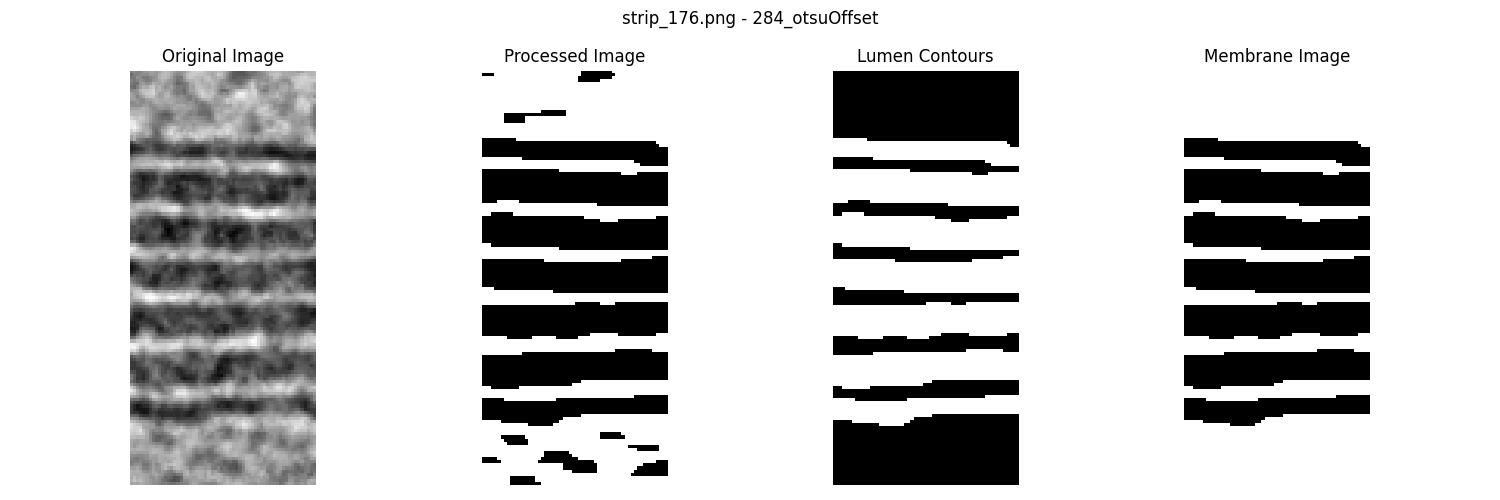 strip_176.png - 284_otsuOffset
Original Image
Processed Image
Lumen Contours
Membrane Image